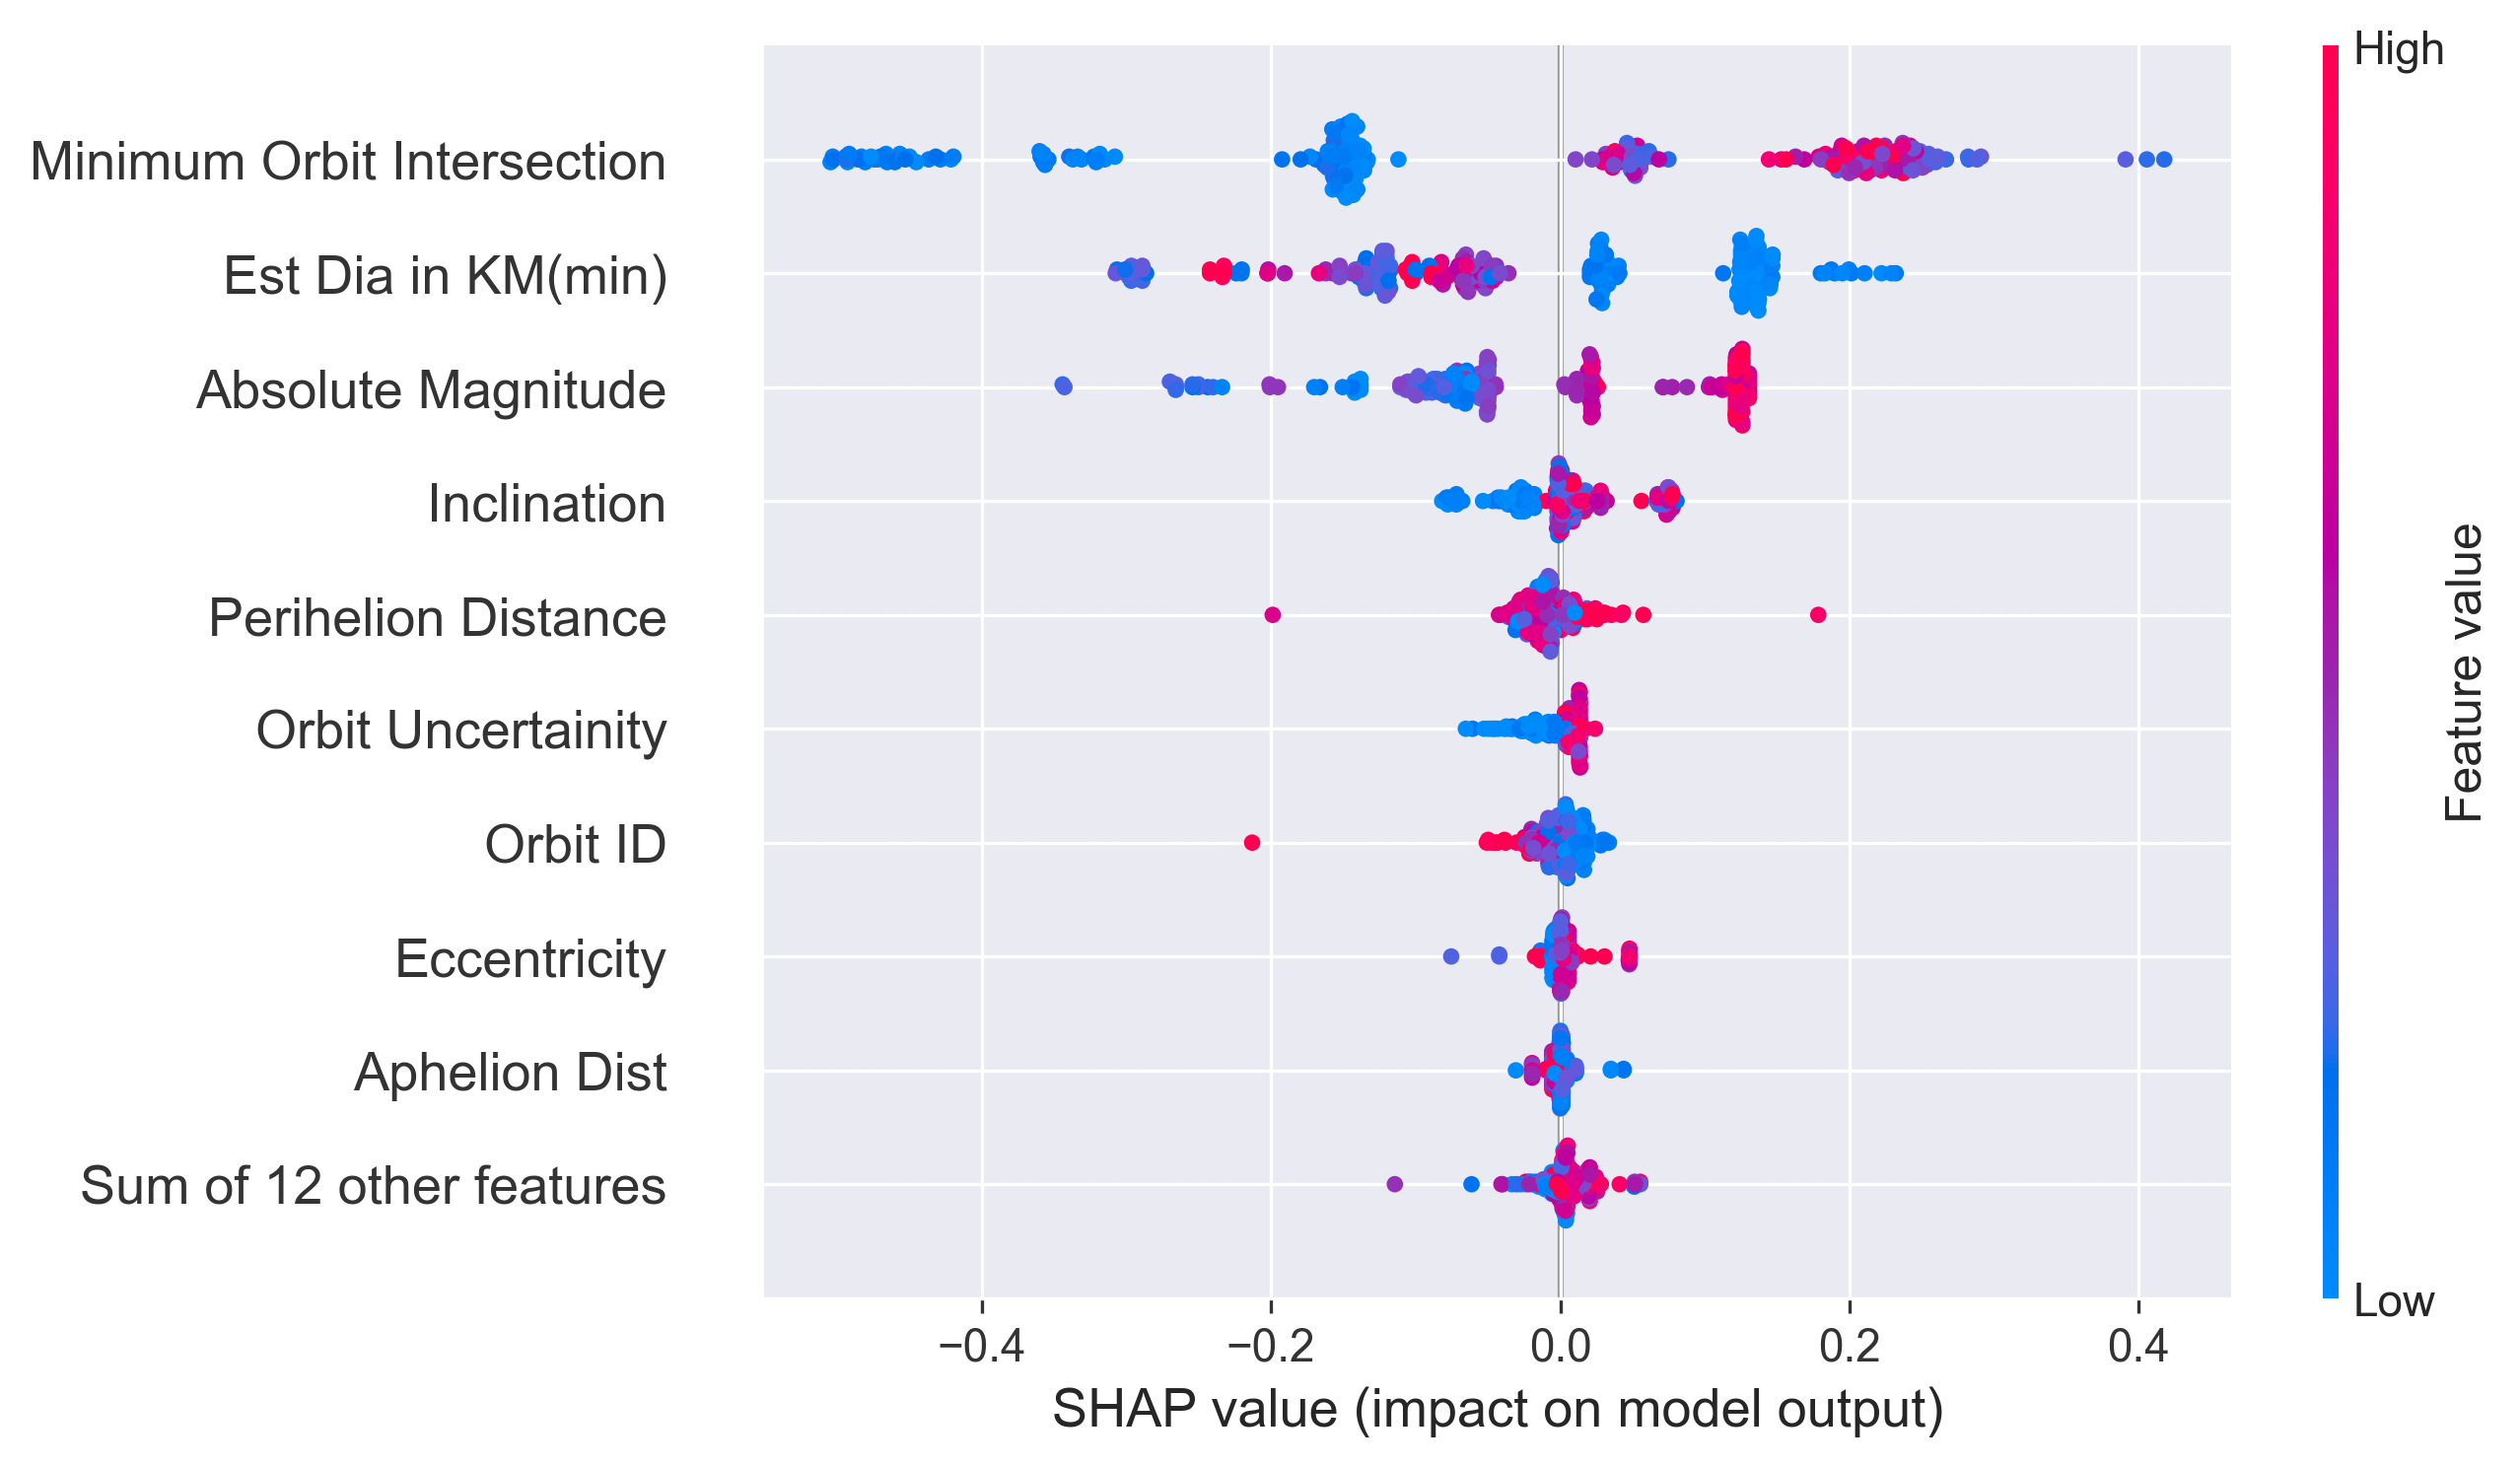 High
Minimum Orbit Intersection
Est Dia in KM(min)
Absolute Magnitude
Inclination
Perihelion Distance
Orbit Uncertainity
Orbit ID
Eccentricity
Aphelion Dist
Sum of 12 other features
Feature value
Low
−0.4 −0.2 0.0 0.2 0.4
SHAP value (impact on model output)